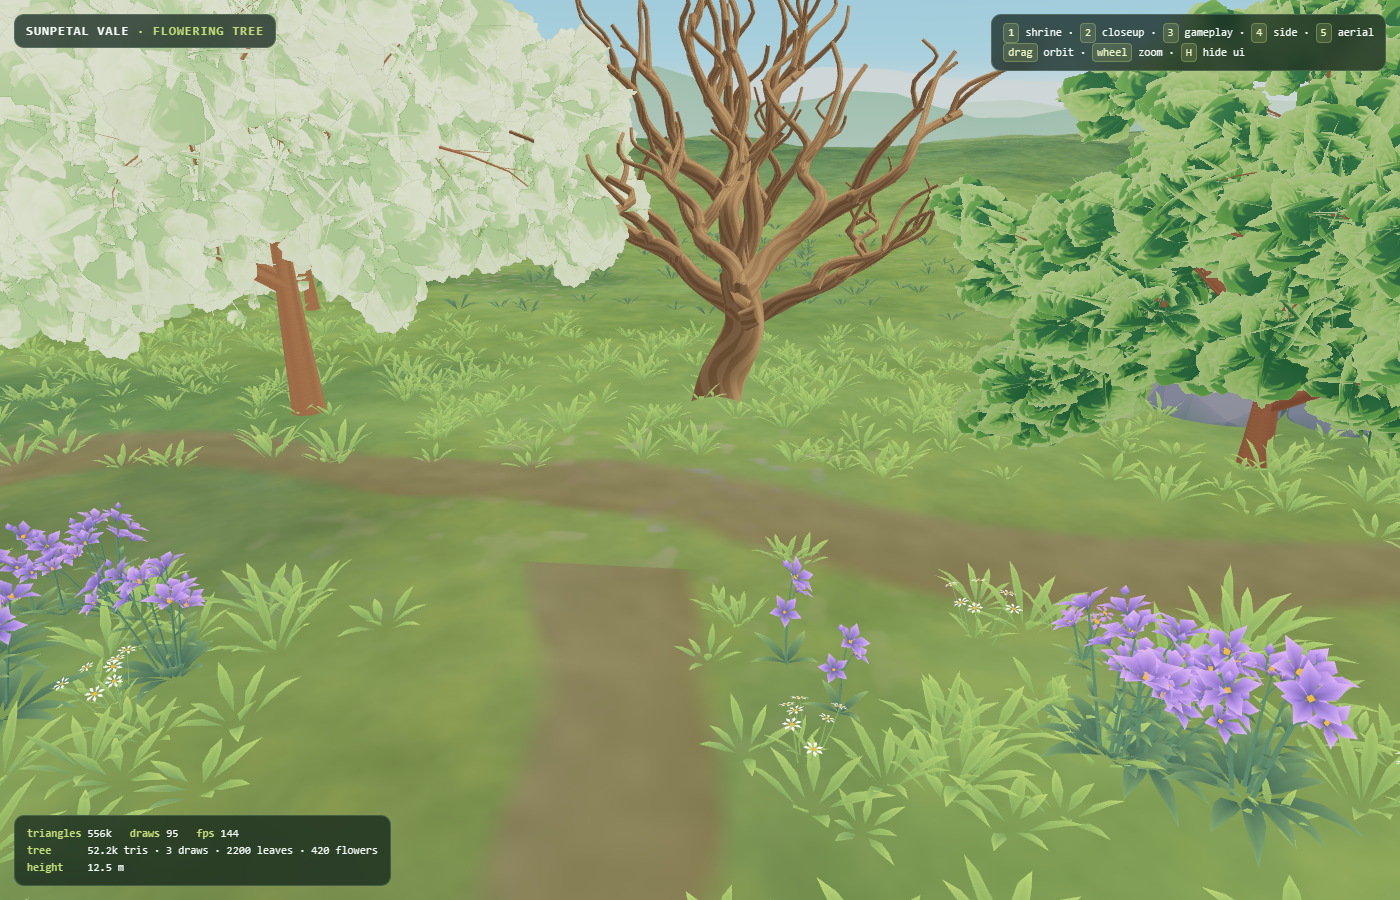 SUNPETAL VALE · FLOWERING TREE
1 shrine · 2 closeup · 3 gameplay · 4 side · 5 aerial
drag orbit · wheel zoom · H hide ui
triangles 556k draws 95 fps 144
tree 52.2k tris · 3 draws · 2200 leaves · 420 flowers
height 12.5 m